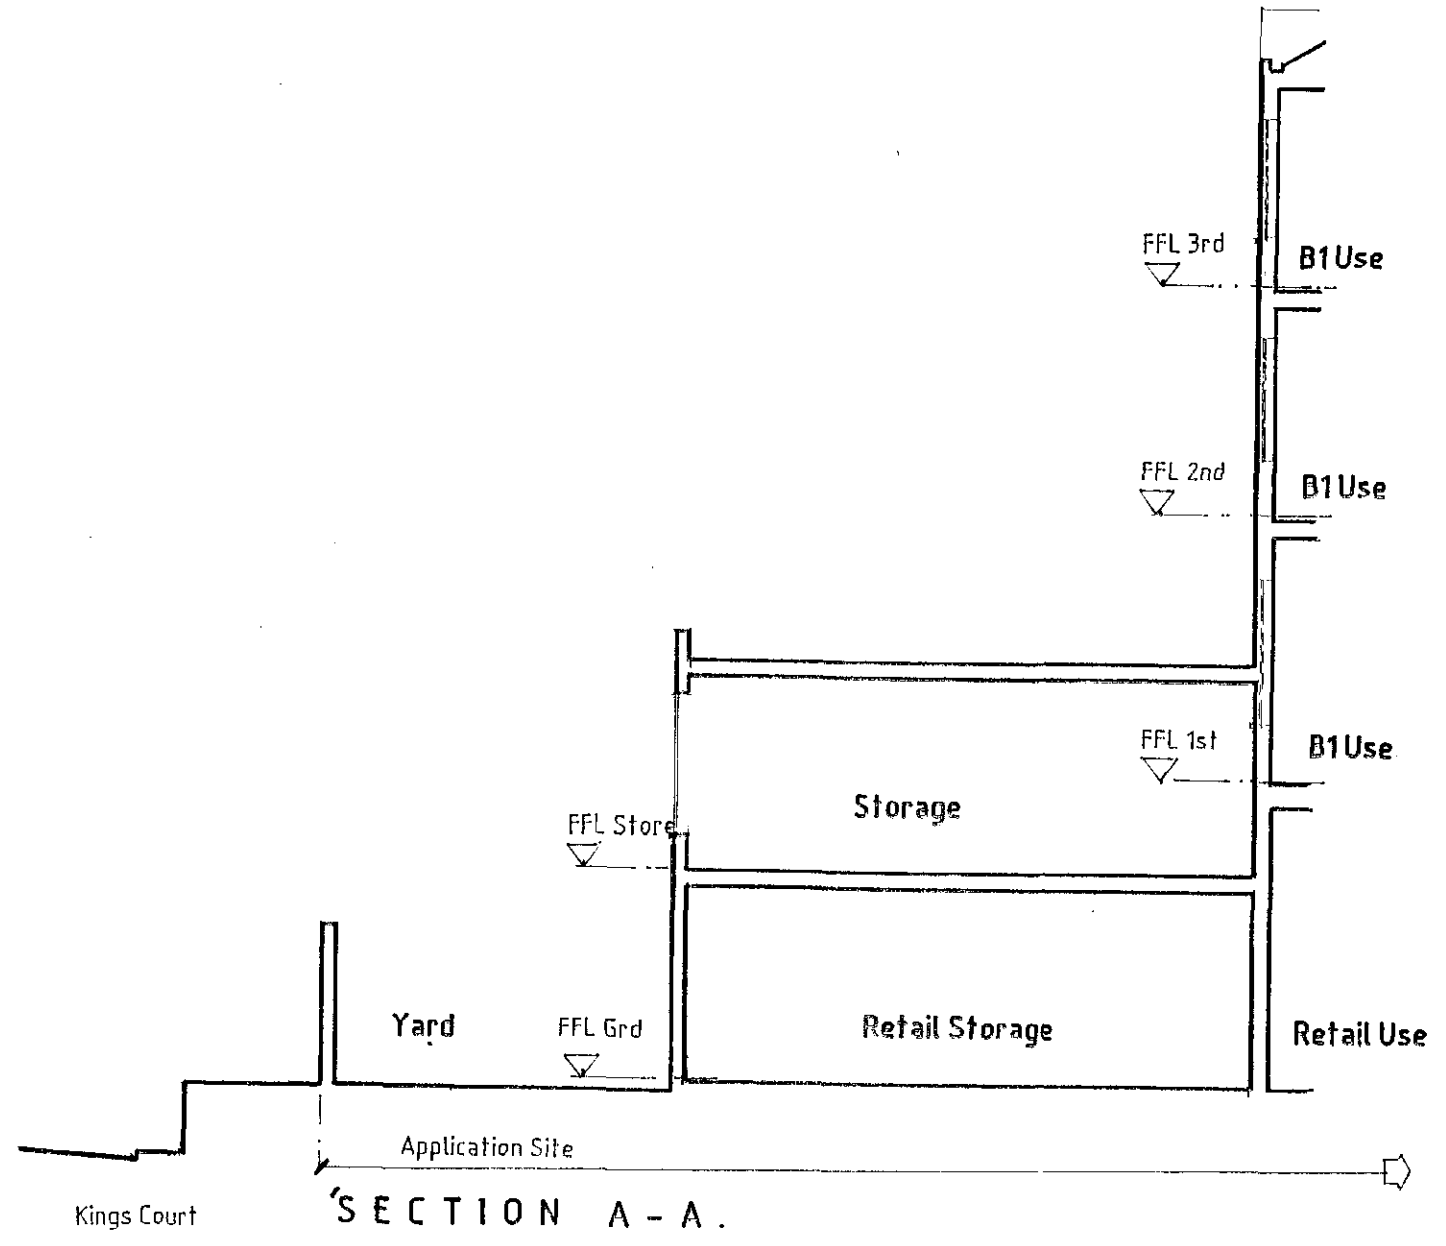 FFL 3rd
B1 Use
FFL 2nd
B1 Use
FFL 1st
B1 Use
Storage
FFL Store
Yard
FFL Grd
Retail Storage
Retail Use
Application Site
Kings Court
SECTION A-A.